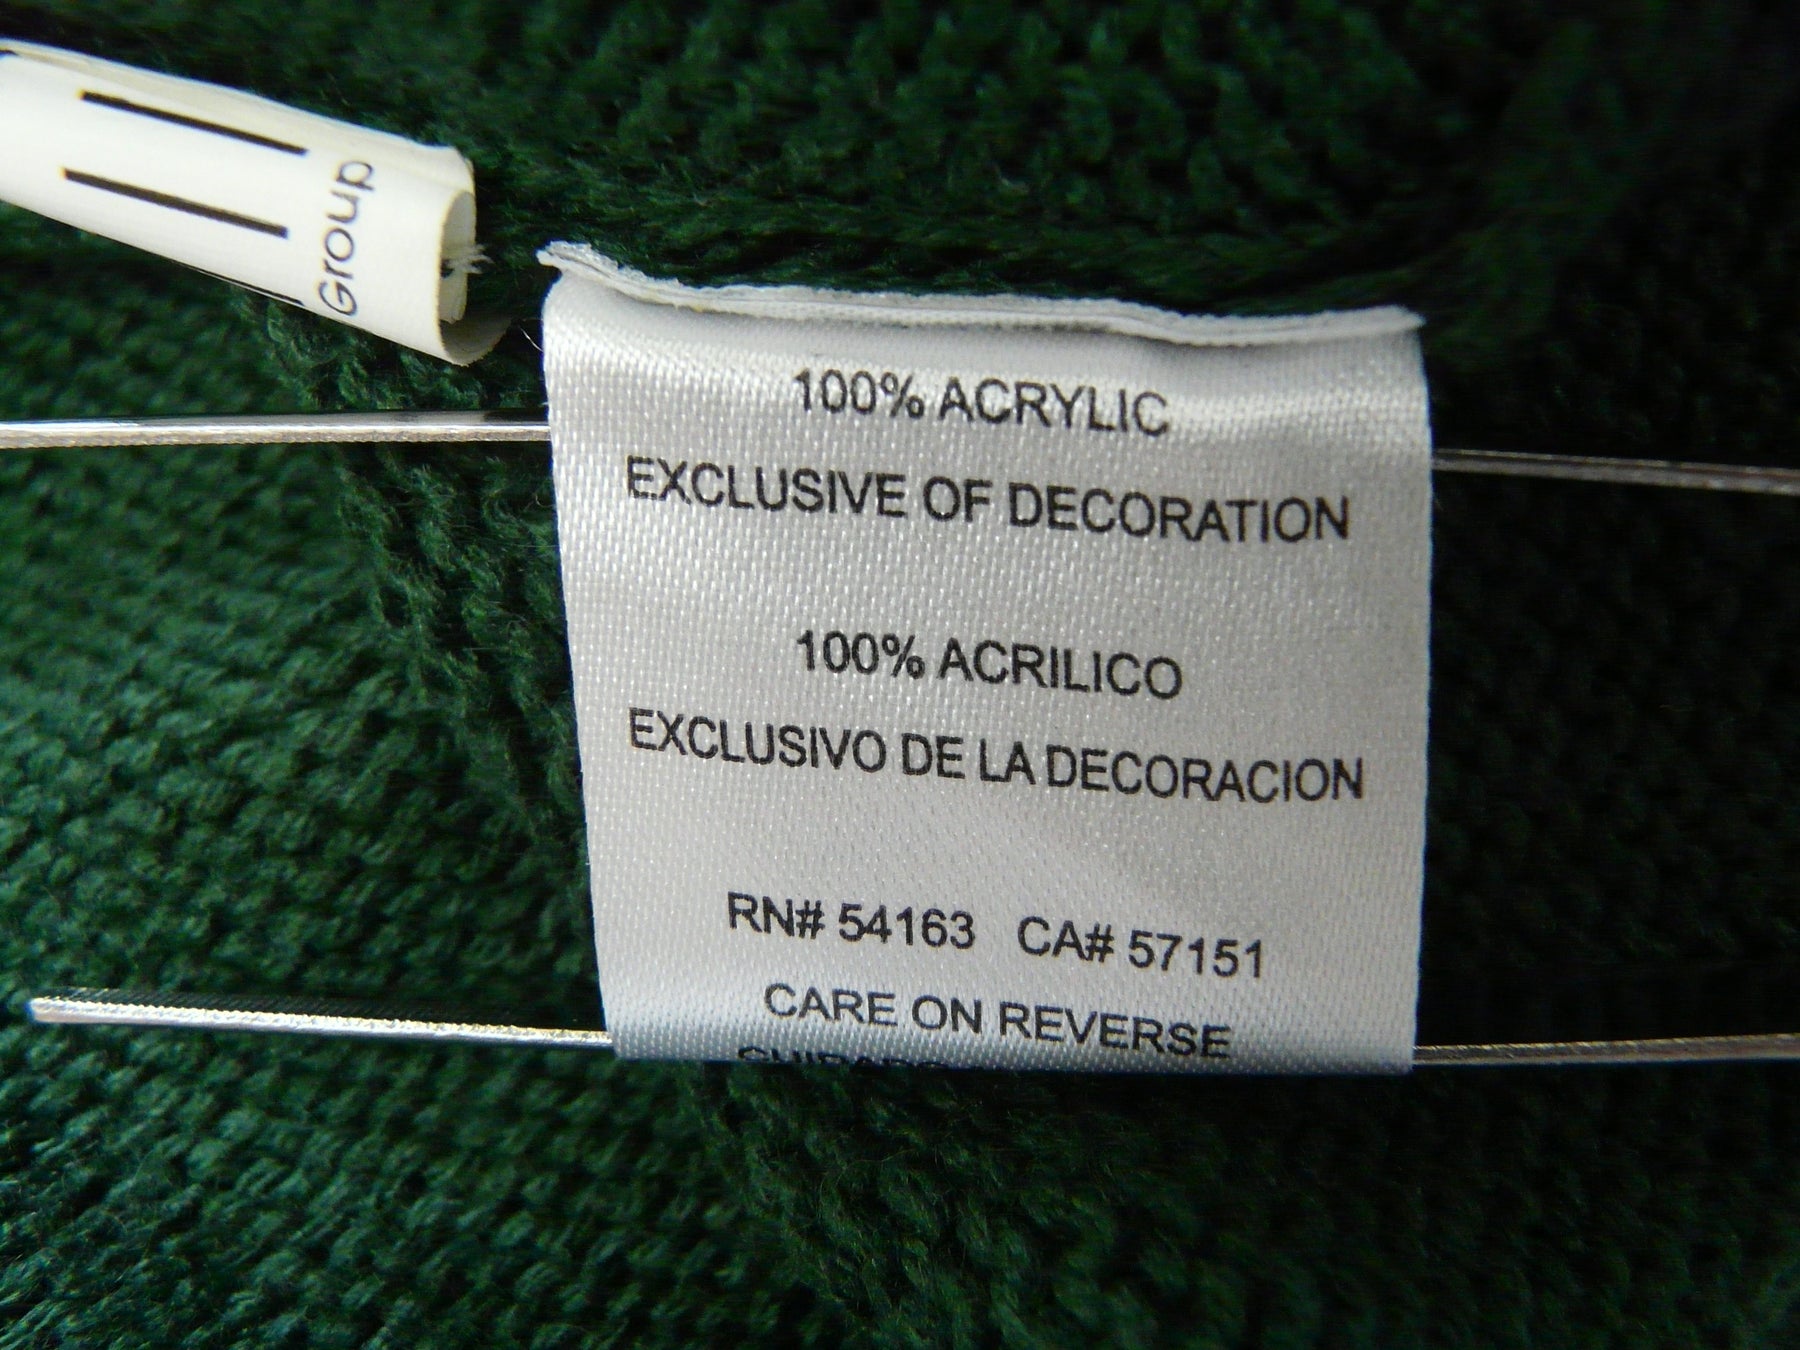 Group
100% ACRYLIC
EXCLUSIVE OF DECORATION
100% ACRILICO
EXCLUSIVO DE LA DECORACION
RN# 54163 CA# 57151
CARE ON REVERSE